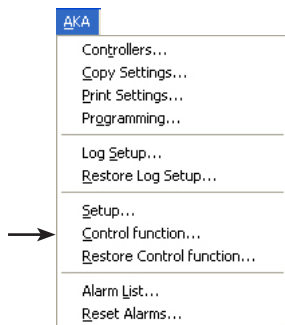 AKA
Controllers...
Copy Settings...
Print Settings...
Programming...
Log Setup...
Restore Log Setup...
Setup...
Control function...
Restore Control function...
Alarm List...
Reset Alarms...